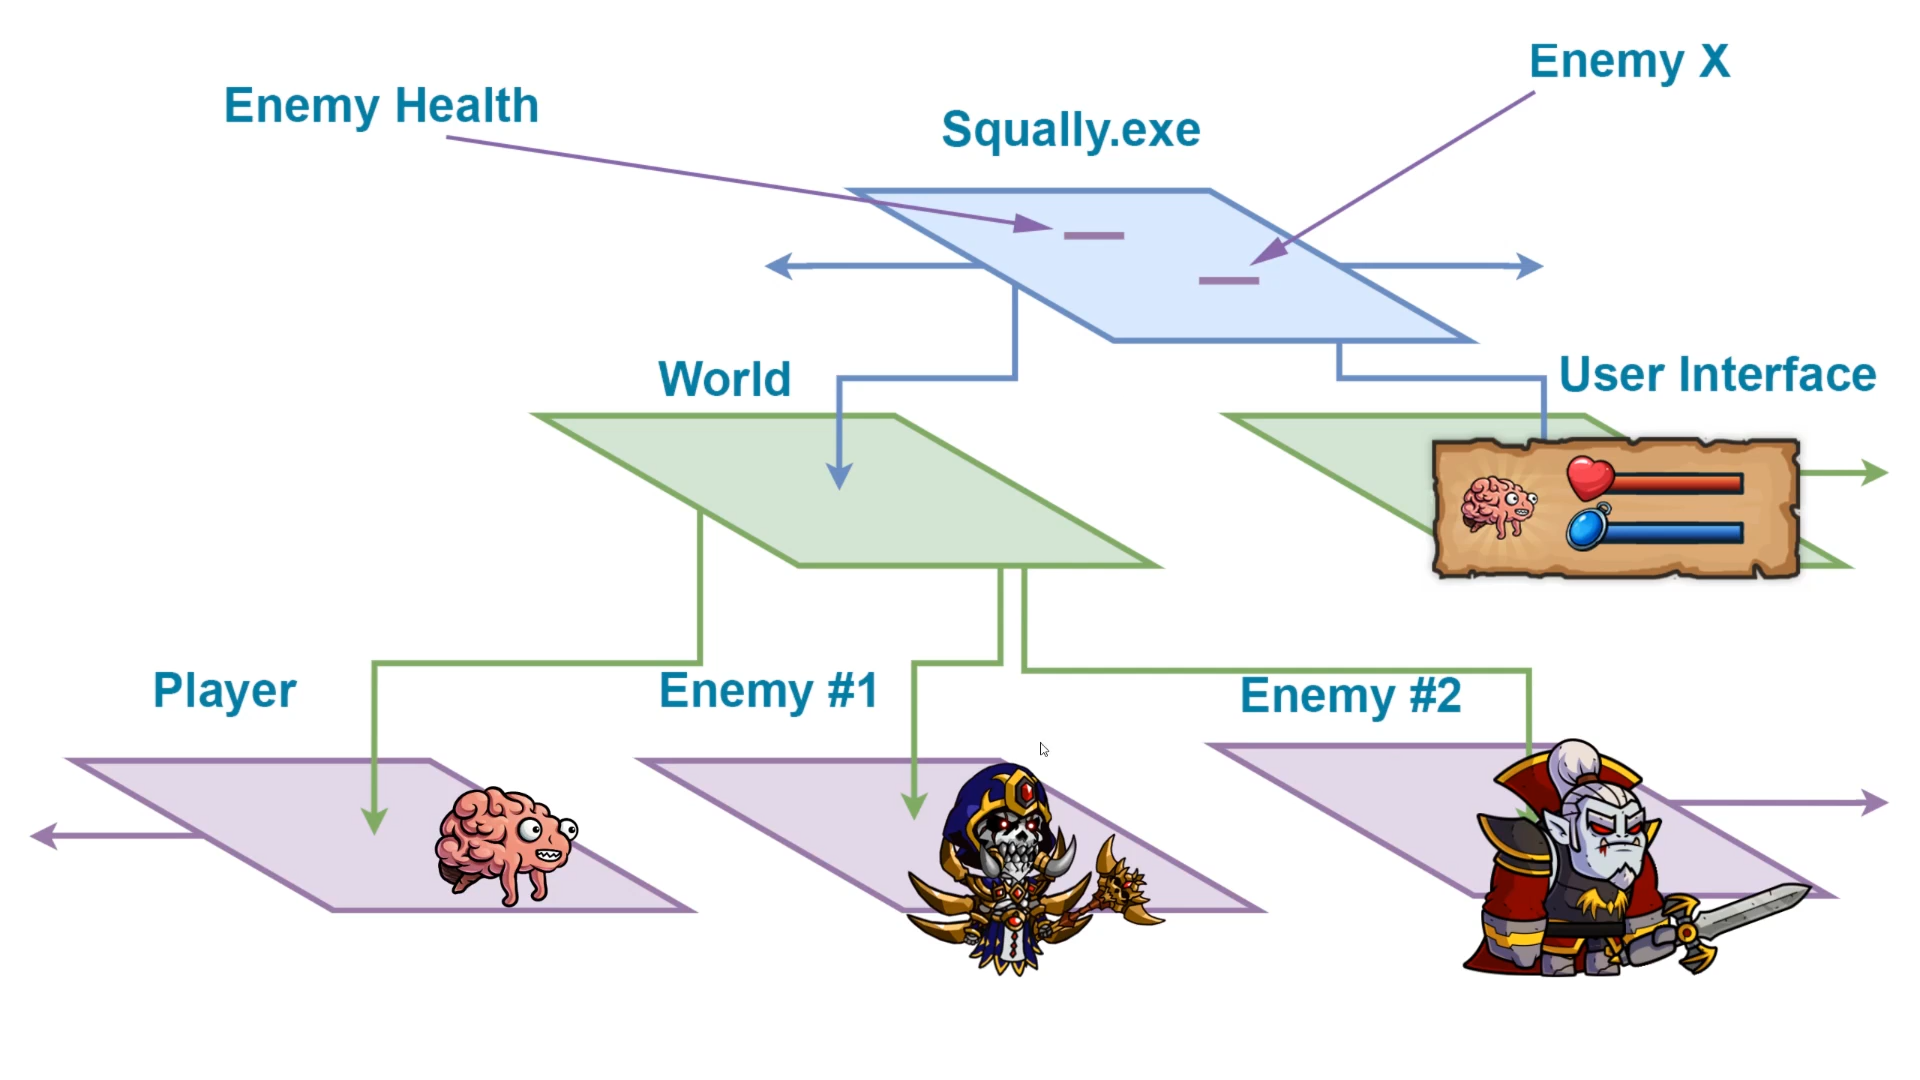 Enemy X
Enemy Health
Squally.exe
World
User Interface
Player
Enemy #1
Enemy #2